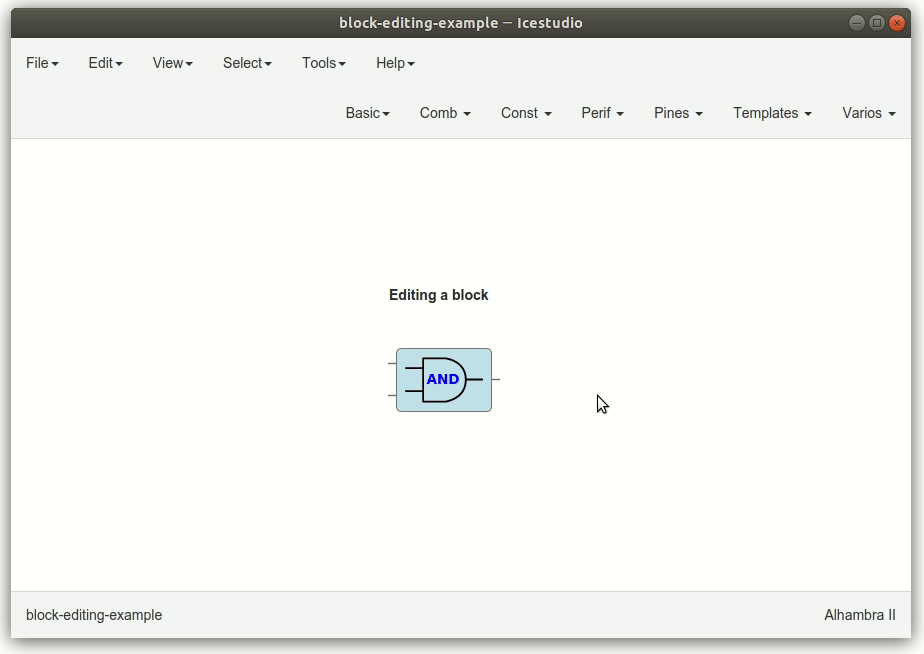 block-editing-example – Icestudio
File Edit View Select Tools Help
Basic Comb Const Perif Pines Templates Varios
Editing a block
AND
block-editing-example Alhambra II